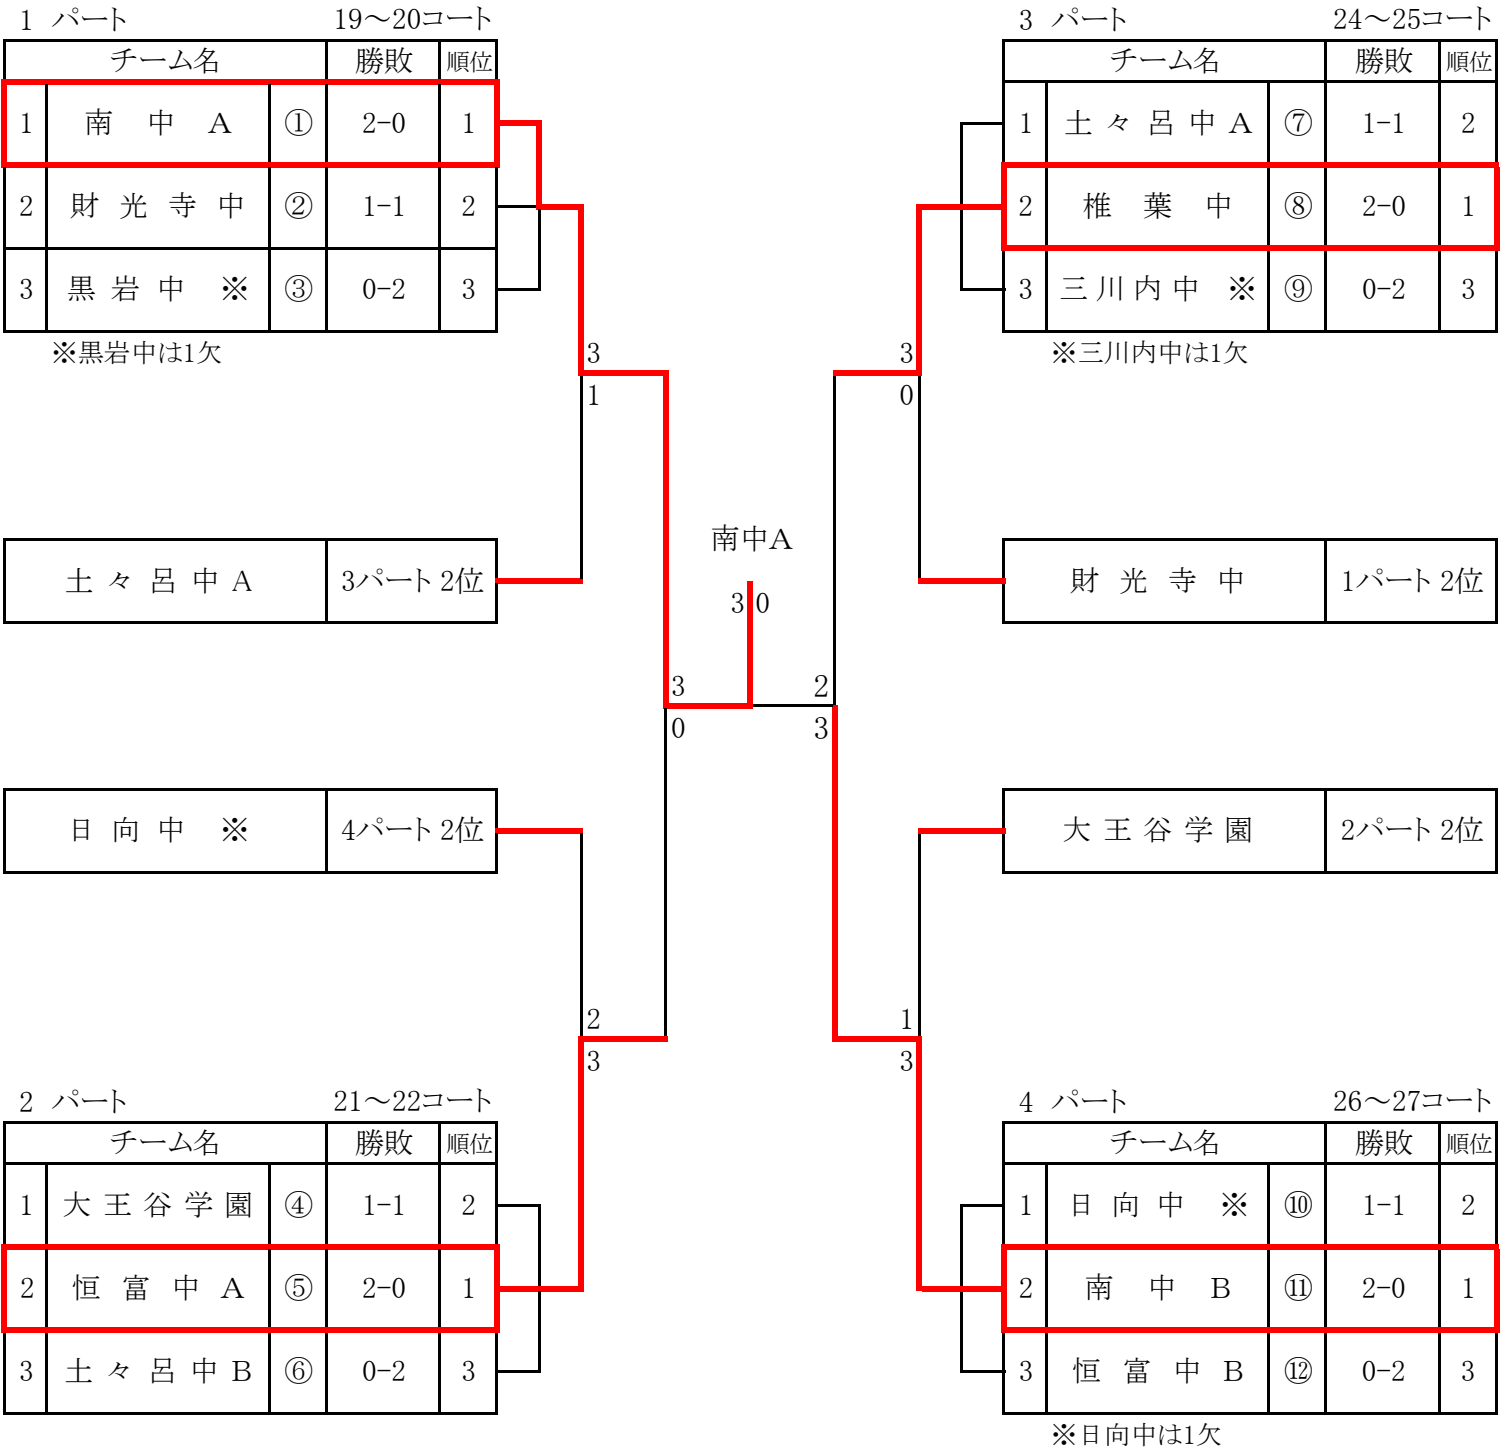 1 パート 19～20コート
チーム名 勝敗 順位
1 南中A ① 2-0 1
2 財光寺中 ② 1-1 2
3 黒岩中 ※ ③ 0-2 3
※黒岩中は1欠
3 パート 24～25コート
チーム名 勝敗 順位
1 土々呂中A ⑦ 1-1 2
2 椎葉中 ⑧ 2-0 1
3 三川内中 ※ ⑨ 0-2 3
※三川内中は1欠
3
1
3
0
南中A
3 0
土々呂中A 3パート 2位
財光寺中 1パート 2位
3
0
2
3
日向中 ※ 4パート 2位
大王谷学園 2パート 2位
2
3
1
3
2 パート 21～22コート
チーム名 勝敗 順位
1 大王谷学園 ④ 1-1 2
2 恒富中A ⑤ 2-0 1
3 土々呂中B ⑥ 0-2 3
4 パート 26～27コート
チーム名 勝敗 順位
1 日向中 ※ ⑩ 1-1 2
2 南中B ⑪ 2-0 1
3 恒富中B ⑫ 0-2 3
※日向中は1欠